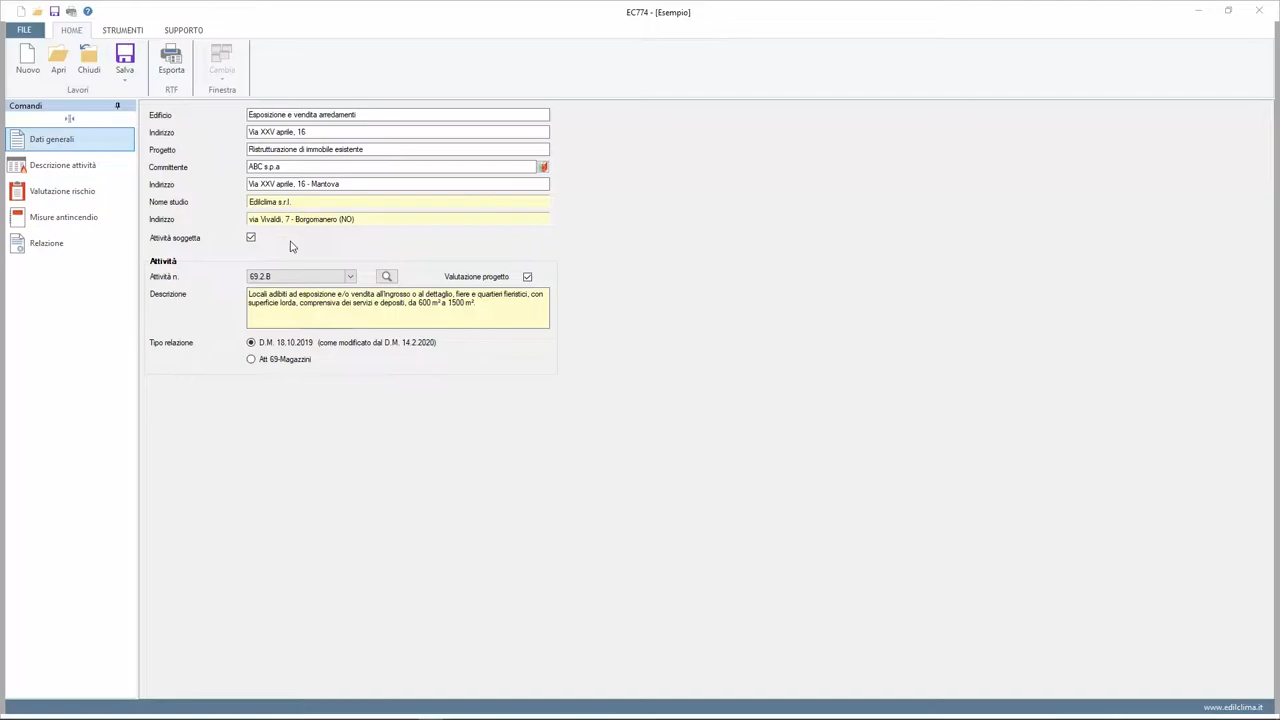 EC774 - [Esempio]
FILE HOME STRUMENTI SUPPORTO
Nuovo Apri Chiudi Salva Esporta Cambia
Lavori RTF Finestra
Comandi
Dati generali
Descrizione attività
Valutazione rischio
Misure antincendio
Relazione
Edificio Esposizione e vendita arredamenti
Indirizzo Via XXV aprile, 16
Progetto Ristrutturazione di immobile esistente
Committente ABC s.p.a
Indirizzo Via XXV aprile, 16 - Mantova
Nome studio Edilclima s.r.l.
Indirizzo via Vivaldi, 7 - Borgomanero (NO)
Attività soggetta
Attività
Attività n. 69.2.B Valutazione progetto
Descrizione Locali adibiti ad esposizione e/o vendita all'ingrosso o al dettaglio, fiere e quartieri fieristici, con
superficie lorda, comprensiva dei servizi e depositi, da 600 m² a 1500 m².
Tipo relazione D.M. 18.10.2019 (come modificato dal D.M. 14.2.2020)
Att 69-Magazzini
www.edilclima.it